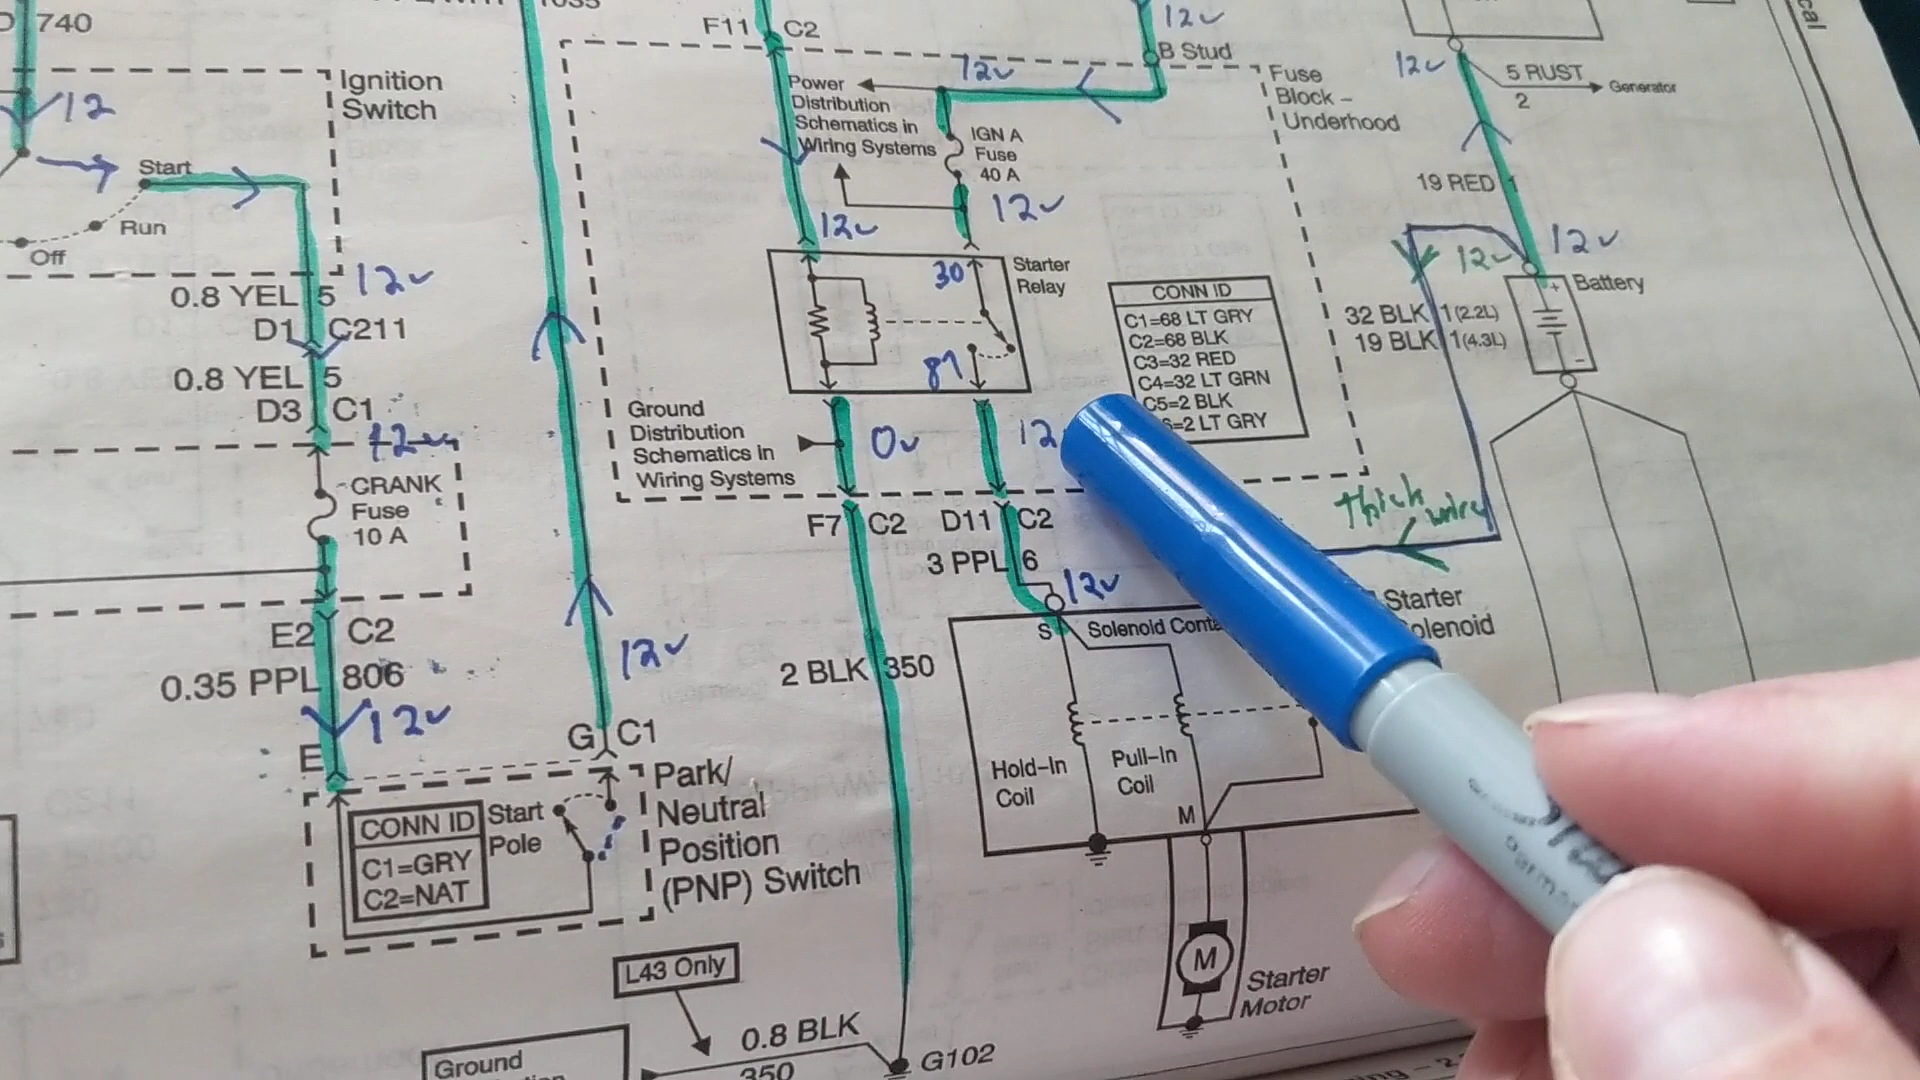 740
1035
F11 C2
12v
B Stud
cal
Ignition
Switch
12
Start
Run
Off
12v
0.8 YEL 5
D1 C211
0.8 YEL 5
D3 C1
CRANK
Fuse
10 A
E2 C2
0.35 PPL 806
12v
E
G C1
12v
CONN ID
C1=GRY
C2=NAT
Start
Pole
Park/
Neutral
Position
(PNP) Switch
L43 Only
Ground
0.8 BLK
350
G102
Power
Distribution
Schematics in
Wiring Systems
12v
IGN A
Fuse
40 A
12v
12v
Fuse
Block –
Underhood
30
87
Starter
Relay
Ground
Distribution
Schematics in
Wiring Systems
0v
12
CONN ID
C1=68 LT GRY
C2=68 BLK
C3=32 RED
C4=32 LT GRN
C5=2 BLK
=2 LT GRY
F7 C2
D11 C2
3 PPL 6
12v
2 BLK 350
S
Solenoid Conta
Hold–In
Coil
Pull–In
Coil
M
M
Starter
Motor
Starter
olenoid
12v
5 RUST
2
Generator
19 RED 1
12v
12v
Battery
+
-
32 BLK 1(2.2L)
19 BLK 1(4.3L)
thick wire